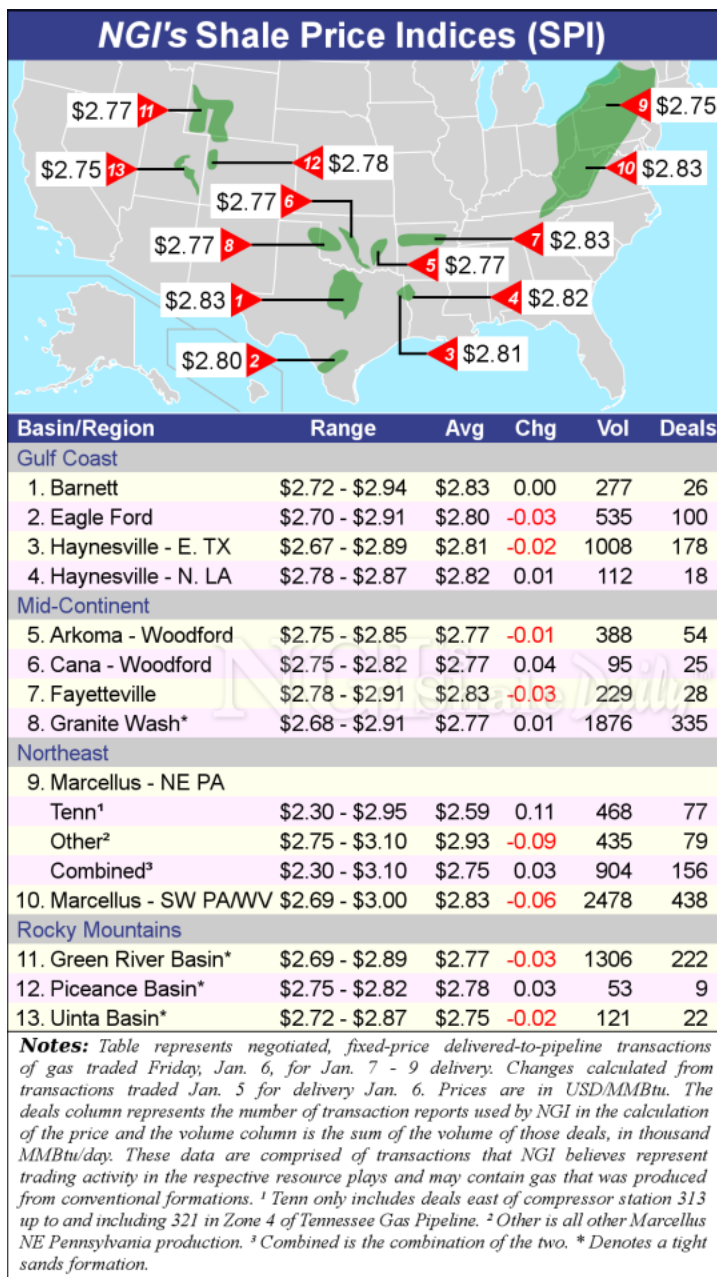 NGI's Shale Price Indices (SPI)
$2.77 11
9 $2.75
$2.75 13
12 $2.78
10 $2.83
$2.77 6
$2.77 8
7 $2.83
5 $2.77
$2.83 1
4 $2.82
$2.80 2
3 $2.81
Basin/Region Range Avg Chg Vol Deals
Gulf Coast
1. Barnett $2.72 - $2.94 $2.83 0.00 277 26
2. Eagle Ford $2.70 - $2.91 $2.80 -0.03 535 100
3. Haynesville - E. TX $2.67 - $2.89 $2.81 -0.02 1008 178
4. Haynesville - N. LA $2.78 - $2.87 $2.82 0.01 112 18
Mid-Continent
5. Arkoma - Woodford $2.75 - $2.85 $2.77 -0.01 388 54
6. Cana - Woodford $2.75 - $2.82 $2.77 0.04 95 25
7. Fayetteville $2.78 - $2.91 $2.83 -0.03 229 28
8. Granite Wash* $2.68 - $2.91 $2.77 0.01 1876 335
Northeast
9. Marcellus - NE PA
Tenn¹ $2.30 - $2.95 $2.59 0.11 468 77
Other² $2.75 - $3.10 $2.93 -0.09 435 79
Combined³ $2.30 - $3.10 $2.75 0.03 904 156
10. Marcellus - SW PA/WV $2.69 - $3.00 $2.83 -0.06 2478 438
Rocky Mountains
11. Green River Basin* $2.69 - $2.89 $2.77 -0.03 1306 222
12. Piceance Basin* $2.75 - $2.82 $2.78 0.03 53 9
13. Uinta Basin* $2.72 - $2.87 $2.75 -0.02 121 22
Notes: Table represents negotiated, fixed-price delivered-to-pipeline transactions
of gas traded Friday, Jan. 6, for Jan. 7 - 9 delivery. Changes calculated from
transactions traded Jan. 5 for delivery Jan. 6. Prices are in USD/MMBtu. The
deals column represents the number of transaction reports used by NGI in the calculation
of the price and the volume column is the sum of the volume of those deals, in thousand
MMBtu/day. These data are comprised of transactions that NGI believes represent
trading activity in the respective resource plays and may contain gas that was produced
from conventional formations. ¹ Tenn only includes deals east of compressor station 313
up to and including 321 in Zone 4 of Tennessee Gas Pipeline. ² Other is all other Marcellus
NE Pennsylvania production. ³ Combined is the combination of the two. * Denotes a tight
sands formation.